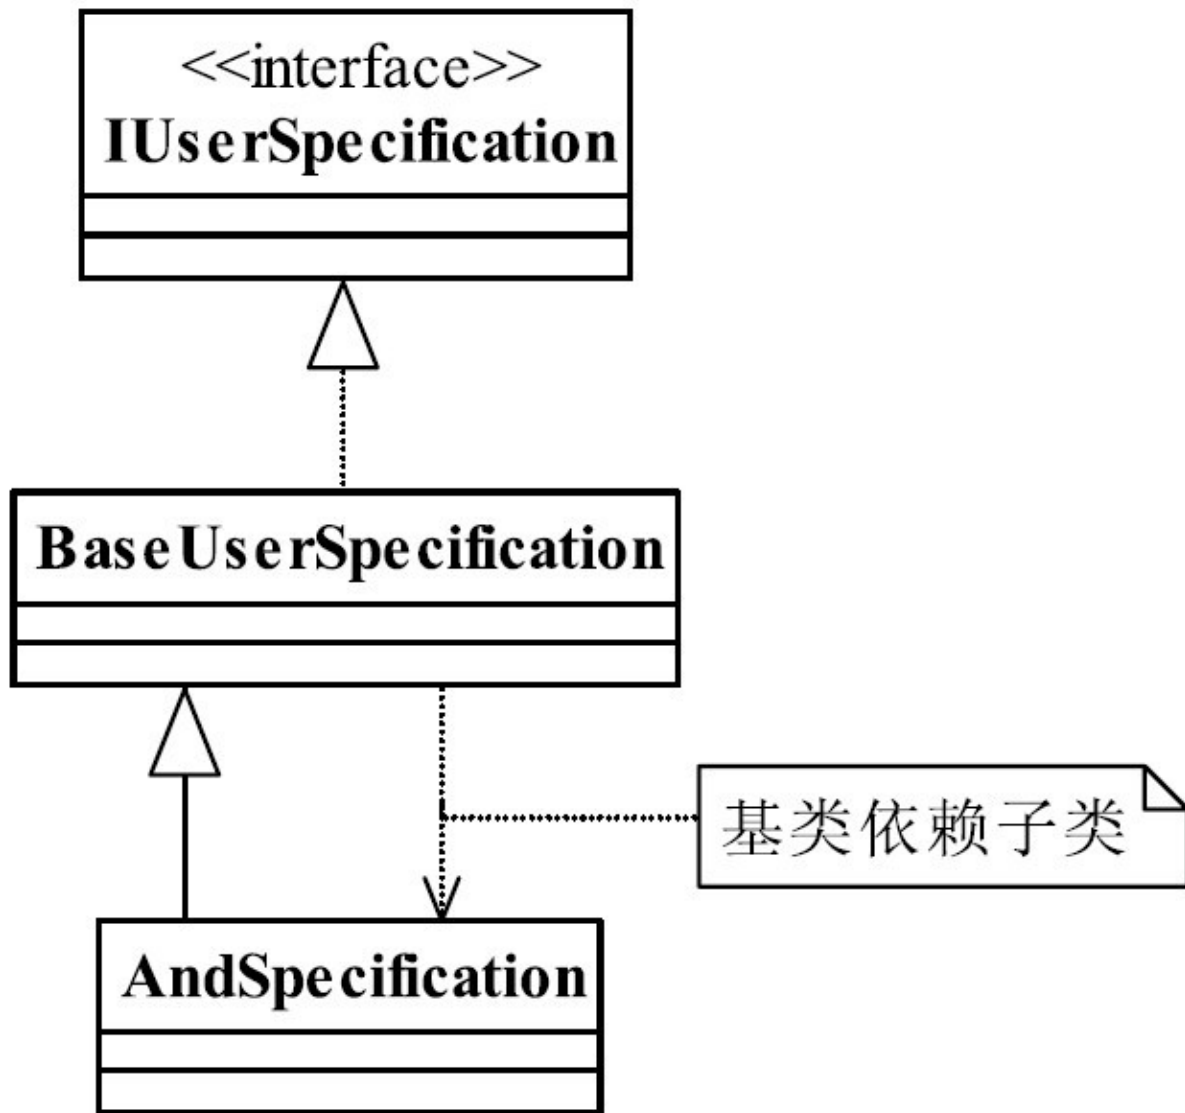 <<interface>>
IUserSpecification
BaseUserSpecification
基类依赖子类
AndSpecification